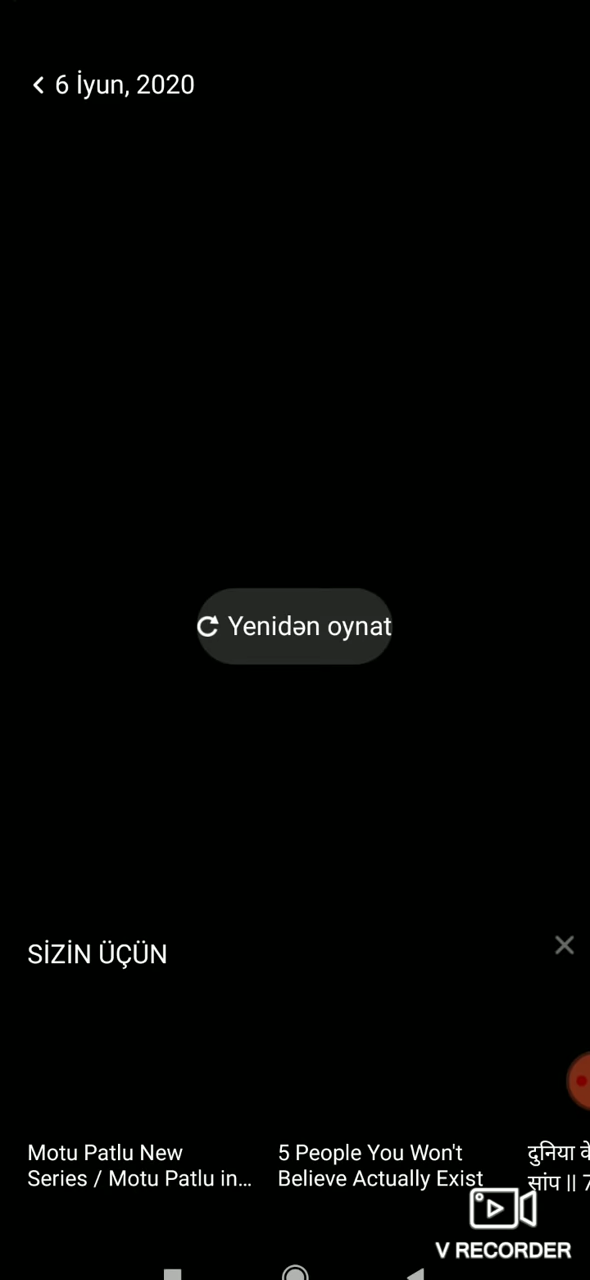 6 İyun, 2020
Yenidən oynat
SİZİN ÜÇÜN
Motu Patlu New
Series / Motu Patlu in...
5 People You Won't
Believe Actually Exist
दुनिया के
सांप || 7
V RECORDER